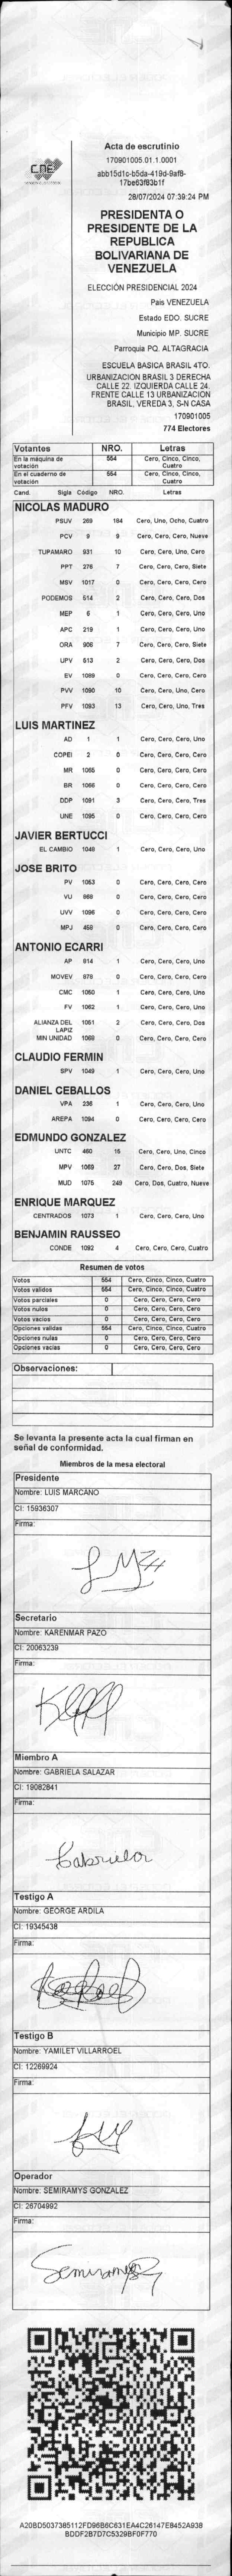 Acta de escrutinio
CNE
170901005.01.1.0001
abb15d1c-b5da-419d-9af8-
17be63f83b1f
28/07/2024 07:39:24 PM
PRESIDENTA O
PRESIDENTE DE LA
REPUBLICA
BOLIVARIANA DE
VENEZUELA
ELECCIÓN PRESIDENCIAL 2024
Pais VENEZUELA
Estado EDO. SUCRE
Municipio MP. SUCRE
Parroquia PQ. ALTAGRACIA
ESCUELA BASICA BRASIL 4TO.
URBANIZACION BRASIL 3 DERECHA
CALLE 22. IZQUIERDA CALLE 24.
FRENTE CALLE 13 URBANIZACION
BRASIL, VEREDA 3, S-N CASA
170901005
774 Electores
Votantes NRO. Letras
En la máquina de votación 554 Cero, Cinco, Cinco, Cuatro
En el cuaderno de votación 554 Cero, Cinco, Cinco, Cuatro
Cand. Sigla Código NRO. Letras
NICOLAS MADURO
PSUV 269 184 Cero, Uno, Ocho, Cuatro
PCV 9 9 Cero, Cero, Cero, Nueve
TUPAMARO 931 10 Cero, Cero, Uno, Cero
PPT 276 7 Cero, Cero, Cero, Siete
MSV 1017 0 Cero, Cero, Cero, Cero
PODEMOS 514 2 Cero, Cero, Cero, Dos
MEP 6 1 Cero, Cero, Cero, Uno
APC 219 1 Cero, Cero, Cero, Uno
ORA 906 7 Cero, Cero, Cero, Siete
UPV 513 2 Cero, Cero, Cero, Dos
EV 1089 0 Cero, Cero, Cero, Cero
PVV 1090 10 Cero, Cero, Uno, Cero
PFV 1093 13 Cero, Cero, Uno, Tres
LUIS MARTINEZ
AD 1 1 Cero, Cero, Cero, Uno
COPEI 2 0 Cero, Cero, Cero, Cero
MR 1065 0 Cero, Cero, Cero, Cero
BR 1066 0 Cero, Cero, Cero, Cero
DDP 1091 3 Cero, Cero, Cero, Tres
UNE 1095 0 Cero, Cero, Cero, Cero
JAVIER BERTUCCI
EL CAMBIO 1048 1 Cero, Cero, Cero, Uno
JOSE BRITO
PV 1053 0 Cero, Cero, Cero, Cero
VU 868 0 Cero, Cero, Cero, Cero
UVV 1096 0 Cero, Cero, Cero, Cero
MPJ 458 0 Cero, Cero, Cero, Cero
ANTONIO ECARRI
AP 914 1 Cero, Cero, Cero, Uno
MOVEV 878 0 Cero, Cero, Cero, Cero
CMC 1050 1 Cero, Cero, Cero, Uno
FV 1062 1 Cero, Cero, Cero, Uno
ALIANZA DEL LAPIZ 1051 2 Cero, Cero, Cero, Dos
MIN UNIDAD 1068 0 Cero, Cero, Cero, Cero
CLAUDIO FERMIN
SPV 1049 1 Cero, Cero, Cero, Uno
DANIEL CEBALLOS
VPA 236 1 Cero, Cero, Cero, Uno
AREPA 1094 0 Cero, Cero, Cero, Cero
EDMUNDO GONZALEZ
UNTC 460 15 Cero, Cero, Uno, Cinco
MPV 1069 27 Cero, Cero, Dos, Siete
MUD 1075 249 Cero, Dos, Cuatro, Nueve
ENRIQUE MARQUEZ
CENTRADOS 1073 1 Cero, Cero, Cero, Uno
BENJAMIN RAUSSEO
CONDE 1092 4 Cero, Cero, Cero, Cuatro
Resumen de votos
Votos 554 Cero, Cinco, Cinco, Cuatro
Votos validos 554 Cero, Cinco, Cinco, Cuatro
Votos parciales 0 Cero, Cero, Cero, Cero
Votos nulos 0 Cero, Cero, Cero, Cero
Votos vacios 0 Cero, Cero, Cero, Cero
Opciones validas 554 Cero, Cinco, Cinco, Cuatro
Opciones nulas 0 Cero, Cero, Cero, Cero
Opciones vacias 0 Cero, Cero, Cero, Cero
Observaciones:
Se levanta la presente acta la cual firman en
señal de conformidad.
Miembros de la mesa electoral
Presidente
Nombre: LUIS MARCANO
CI: 15936307
Firma:
Secretario
Nombre: KARENMAR PAZO
CI: 20063239
Firma:
Miembro A
Nombre: GABRIELA SALAZAR
CI: 19082841
Firma:
Gabriela
Testigo A
Nombre: GEORGE ARDILA
CI: 19345438
Firma:
Testigo B
Nombre: YAMILET VILLARROEL
CI: 12269924
Firma:
Operador
Nombre: SEMIRAMYS GONZALEZ
CI: 26704992
Firma:
Semiramys
A20BD5037385112FD96B6C631EA4C26147E8452A938
BDDF2B7D7C5329BF0F770